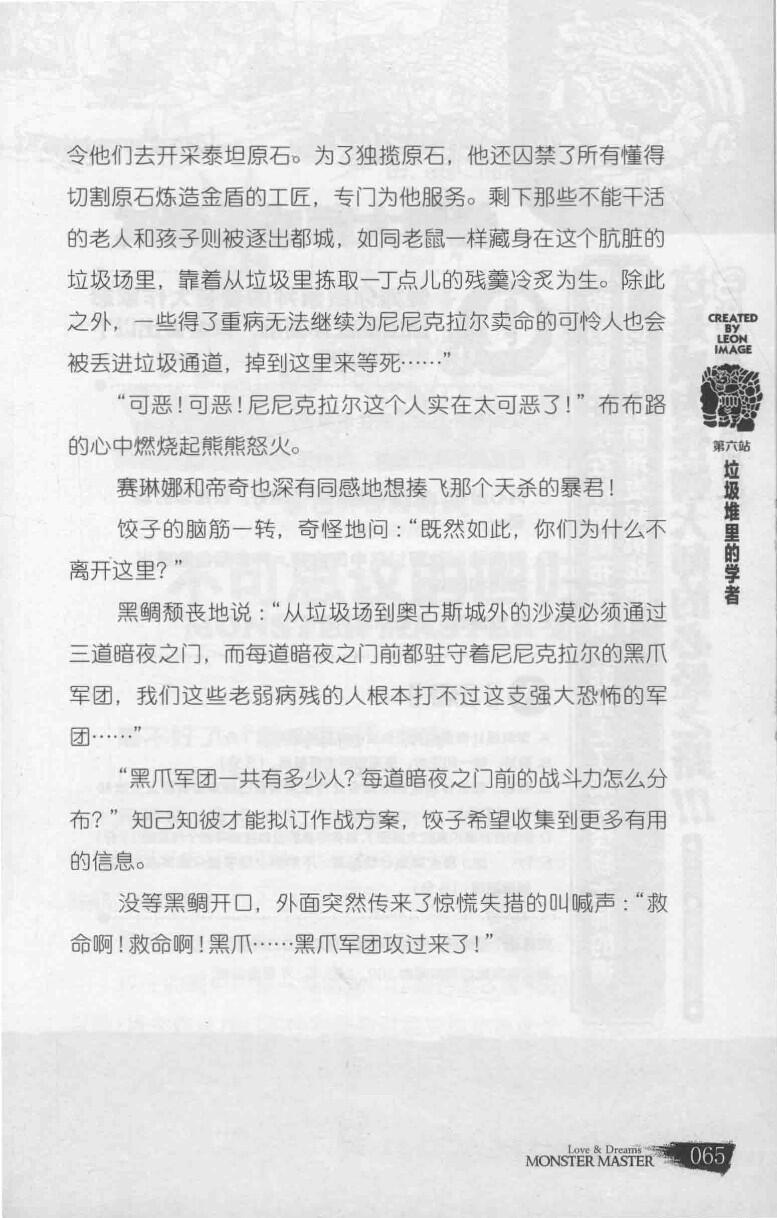 令他们去开采泰坦原石。为了独揽原石，他还囚禁了所有懂得
切割原石炼造金盾的工匠，专门为他服务。剩下那些不能干活
的老人和孩子则被逐出都城，如同老鼠一样藏身在这个肮脏的
垃圾场里，靠着从垃圾里拣取一丁点儿的残羹冷炙为生。除此
之外，一些得了重病无法继续为尼尼克拉尔卖命的可怜人也会
被丢进垃圾通道，掉到这里来等死……”
“可恶！可恶！尼尼克拉尔这个人实在太可恶了！”布布路
的心中燃烧起熊熊怒火。
赛琳娜和帝奇也深有同感地想揍飞那个天杀的暴君！
饺子的脑筋一转，奇怪地问：“既然如此，你们为什么不
离开这里？”
黑鲷颓丧地说：“从垃圾场到奥古斯城外的沙漠必须通过
三道暗夜之门，而每道暗夜之门前都驻守着尼尼克拉尔的黑爪
军团，我们这些老弱病残的人根本打不过这支强大恐怖的军
团……”
“黑爪军团一共有多少人？每道暗夜之门前的战斗力怎么分
布？”知己知彼才能拟订作战方案，饺子希望收集到更多有用
的信息。
没等黑鲷开口，外面突然传来了惊慌失措的叫喊声：“救
命啊！救命啊！黑爪……黑爪军团攻过来了！”
CREATED
BY
LEON
IMAGE
第六站
垃圾堆里的学者
Love & Dreams
MONSTER MASTER
065